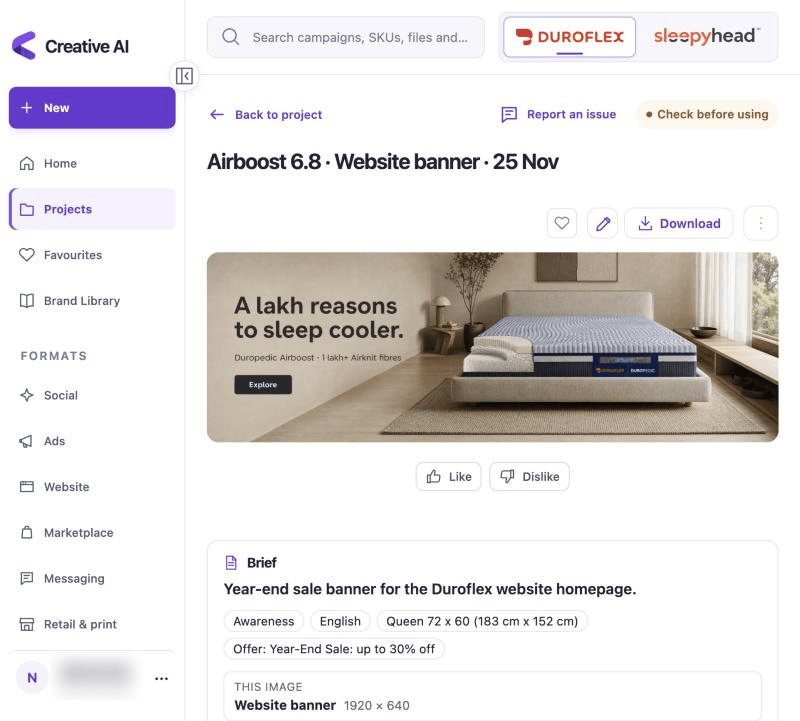 Creative AI
Search campaigns, SKUs, files and...
DUROFLEX
sleepyhead™
New
Home
Projects
Favourites
Brand Library
FORMATS
Social
Ads
Website
Marketplace
Messaging
Retail & print
N
Back to project
Report an issue
Check before using
Airboost 6.8 · Website banner · 25 Nov
Download
A lakh reasons
to sleep cooler.
Duropedic Airboost · 1 lakh+ Airknit fibres
Explore
DUROFLEX DUROPEDIC
Like
Dislike
Brief
Year-end sale banner for the Duroflex website homepage.
Awareness
English
Queen 72 x 60 (183 cm x 152 cm)
Offer: Year-End Sale: up to 30% off
THIS IMAGE
Website banner 1920 × 640